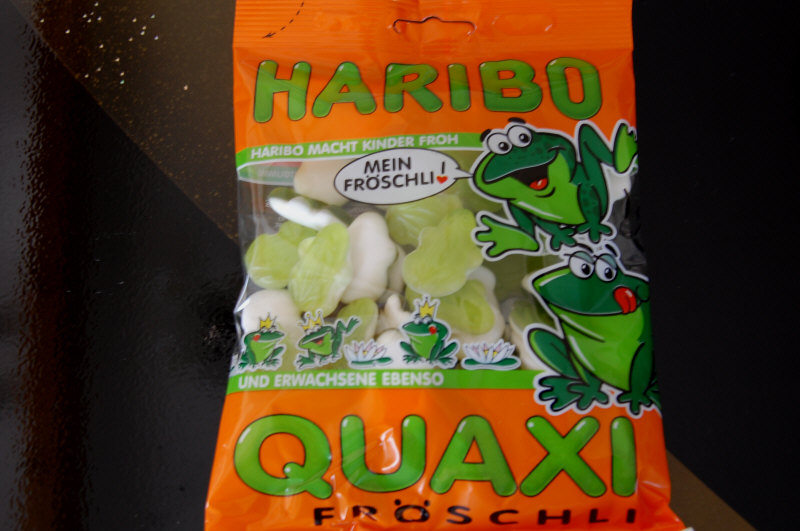 HARIBO
HARIBO MACHT KINDER FROH
MEIN
FRÖSCHLI!
UND ERWACHSENE EBENSO
QUAXI
FRÖSCHLI